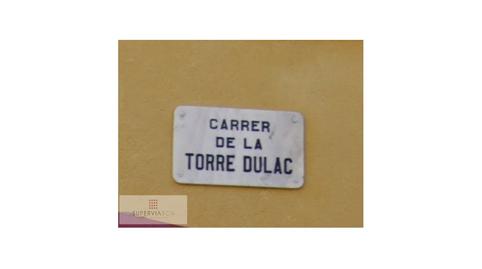 CARRER
DE LA
TORRE DULAC